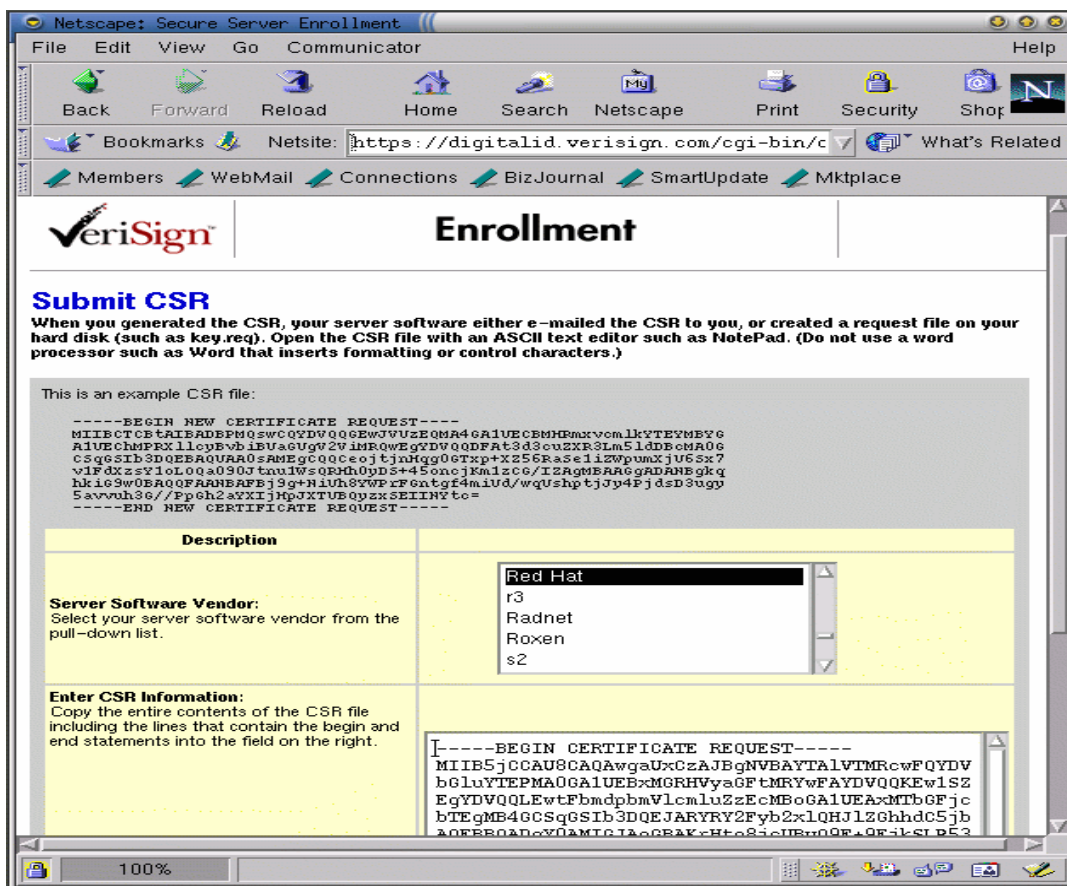 Netscape: Secure Server Enrollment
File Edit View Go Communicator Help
Back Forward Reload Home Search Netscape Print Security Shop
My
N
Bookmarks Netsite: https://digitalid.verisign.com/cgi-bin/c What's Related
Members WebMail Connections BizJournal SmartUpdate Mktplace
VeriSign™ Enrollment
Submit CSR
When you generated the CSR, your server software either e-mailed the CSR to you, or created a request file on your
hard disk (such as key.req). Open the CSR file with an ASCII text editor such as NotePad. (Do not use a word
processor such as Word that inserts formatting or control characters.)
This is an example CSR file:
-----BEGIN NEW CERTIFICATE REQUEST----
-----END NEW CERTIFICATE REQUEST-----
Description
Server Software Vendor:
Select your server software vendor from the
pull-down list.
Red Hat
r3
Radnet
Roxen
s2
Enter CSR Information:
Copy the entire contents of the CSR file
including the lines that contain the begin and
end statements into the field on the right.
-----BEGIN CERTIFICATE REQUEST-----
MIIB5jCCAU8CAQAwgaUxCzAJBgNVBAYTAlVTMRcwFQYDV
bGluYTEPMA0GA1UEBxMGRHVyaGFtMRYwFAYDVQQKEw1SZ
EgYDVQQLEwtFbmdpbmVlcmluZzEcMBoGA1UEAxMTbGFjc
bTEgMB4GCSqGSIb3DQEJARYRY2Fyb2xlQHJlZGhhdC5jb
100%